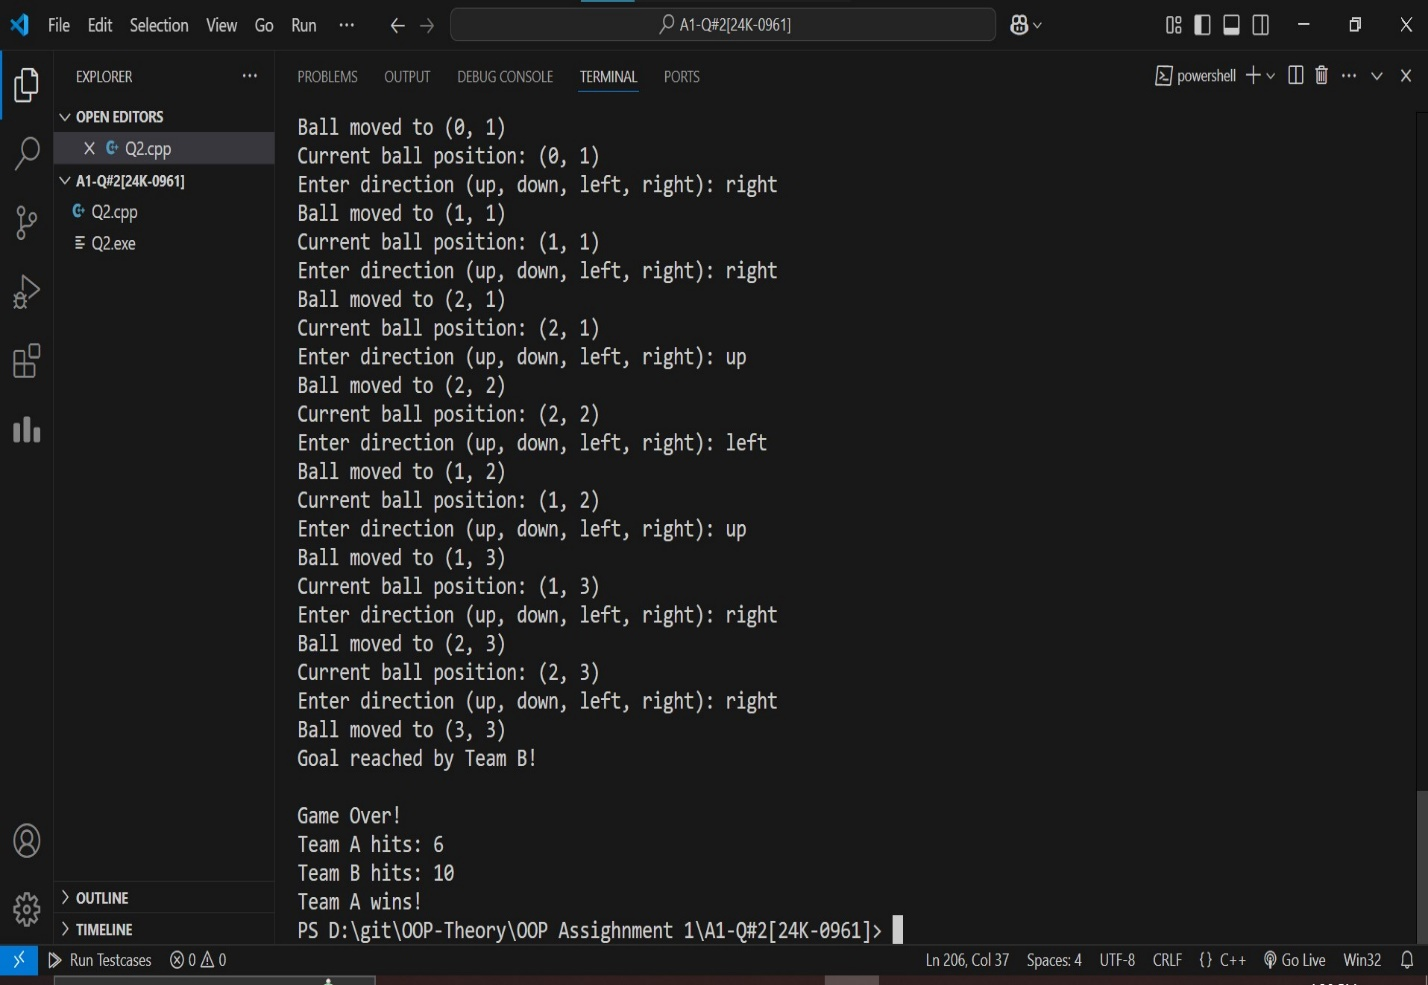 File Edit Selection View Go Run ··· A1-Q#2[24K-0961]
EXPLORER ···
OPEN EDITORS
X Q2.cpp
A1-Q#2[24K-0961]
Q2.cpp
Q2.exe
OUTLINE
TIMELINE
PROBLEMS OUTPUT DEBUG CONSOLE TERMINAL PORTS powershell
Ball moved to (0, 1)
Current ball position: (0, 1)
Enter direction (up, down, left, right): right
Ball moved to (1, 1)
Current ball position: (1, 1)
Enter direction (up, down, left, right): right
Ball moved to (2, 1)
Current ball position: (2, 1)
Enter direction (up, down, left, right): up
Ball moved to (2, 2)
Current ball position: (2, 2)
Enter direction (up, down, left, right): left
Ball moved to (1, 2)
Current ball position: (1, 2)
Enter direction (up, down, left, right): up
Ball moved to (1, 3)
Current ball position: (1, 3)
Enter direction (up, down, left, right): right
Ball moved to (2, 3)
Current ball position: (2, 3)
Enter direction (up, down, left, right): right
Ball moved to (3, 3)
Goal reached by Team B!
Game Over!
Team A hits: 6
Team B hits: 10
Team A wins!
PS D:\git\OOP-Theory\OOP Assighnment 1\A1-Q#2[24K-0961]>
Run Testcases 0 0 Ln 206, Col 37 Spaces: 4 UTF-8 CRLF {} C++ Go Live Win32